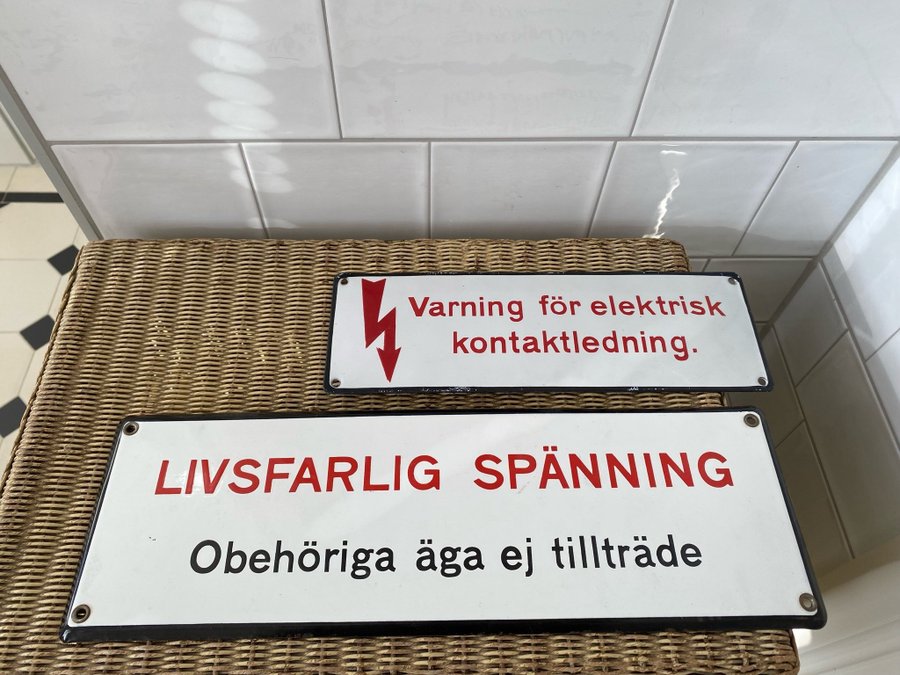 Varning för elektrisk
kontaktledning.
LIVSFARLIG SPÄNNING
Obehöriga äga ej tillträde